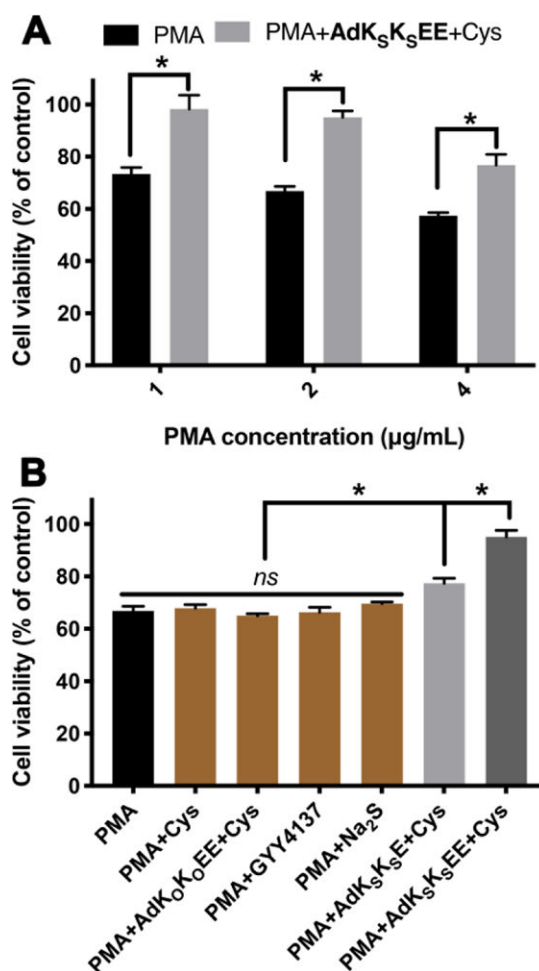 A
PMA PMA+AdKSKSEE+Cys
*
*
*
Cell viability (% of control)
100
80
60
40
20
0
1 2 4
PMA concentration (μg/mL)
B
* *
ns
Cell viability (% of control)
100
80
60
40
20
0
PMA
PMA+Cys
PMA+AdKOKOEE+Cys
PMA+GYY4137
PMA+Na2S
PMA+AdKSKSE+Cys
PMA+AdKSKSEE+Cys